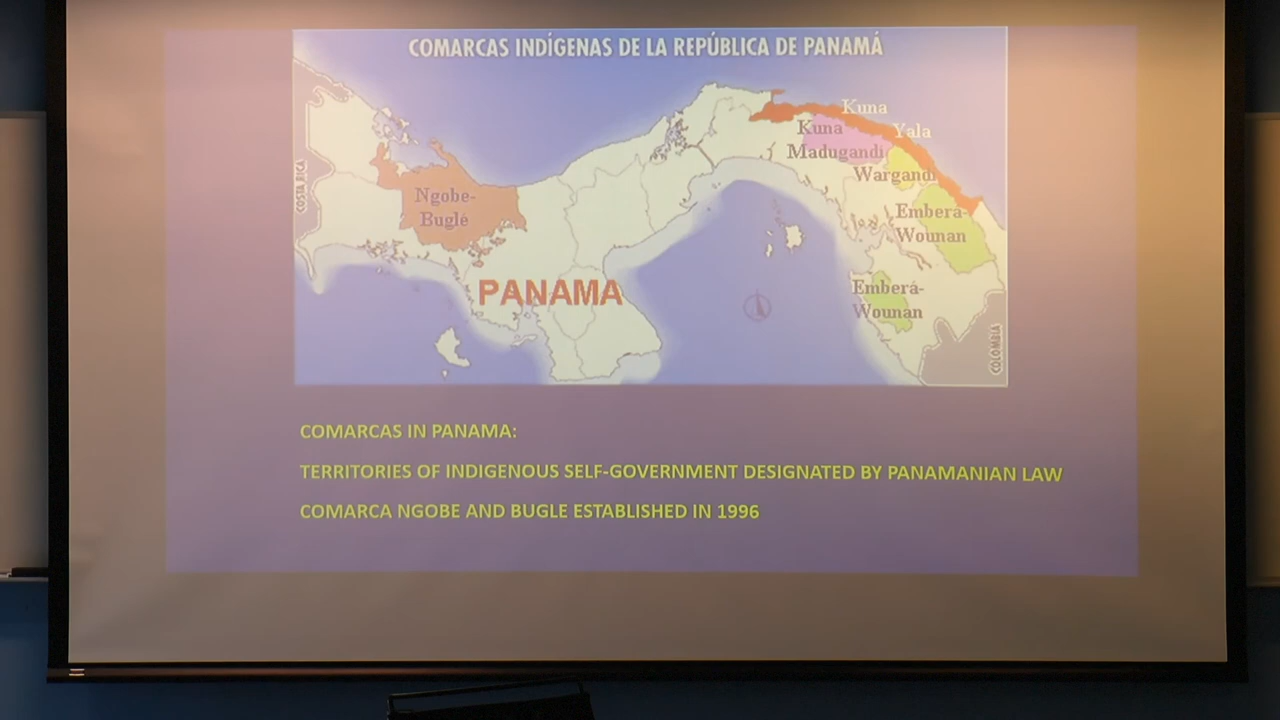 COMARCAS INDÍGENAS DE LA REPÚBLICA DE PANAMÁ
COSTA RICA
Ngobe-
Buglé
PANAMA
Kuna
Yala
Kuna
Madugandi
Wargandi
Emberá-
Wounan
Emberá-
Wounan
COLOMBIA
COMARCAS IN PANAMA:
TERRITORIES OF INDIGENOUS SELF-GOVERNMENT DESIGNATED BY PANAMANIAN LAW
COMARCA NGOBE AND BUGLE ESTABLISHED IN 1996